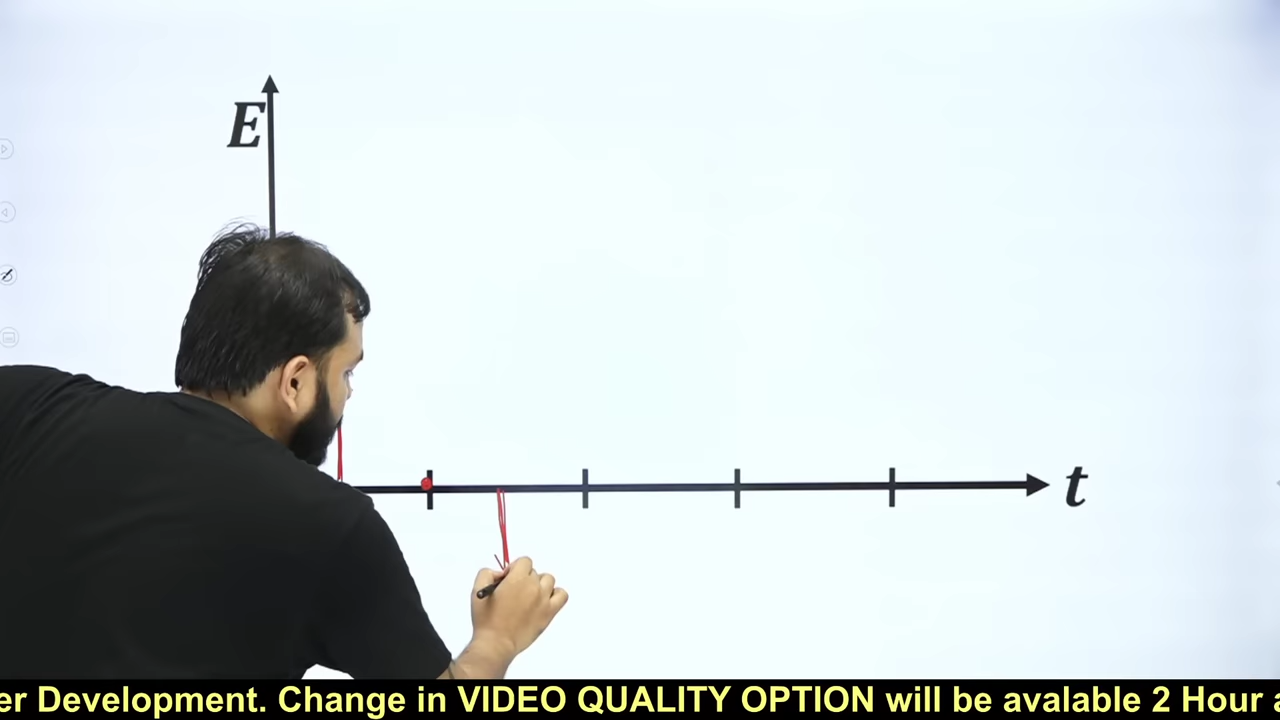 E
t
er Development. Change in VIDEO QUALITY OPTION will be avalable 2 Hour a